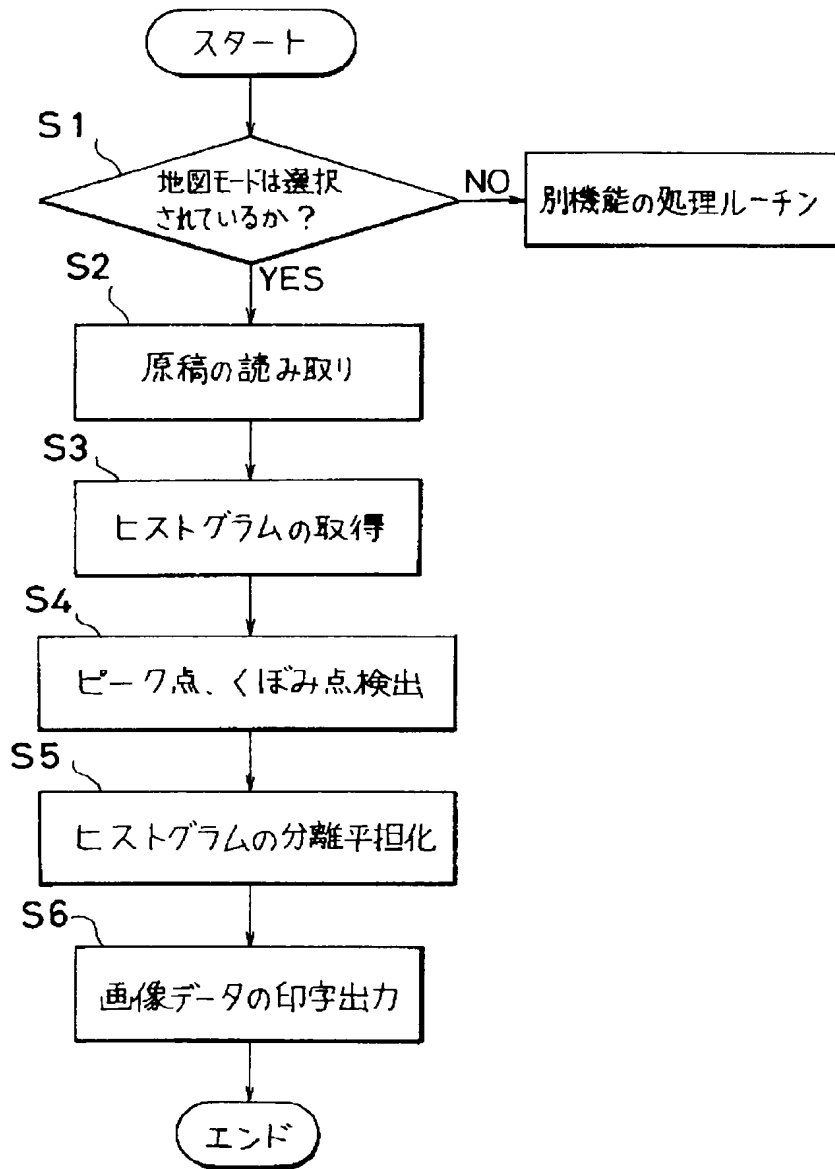 スタート
S1
地図モードは選択
されているか?
NO
別機能の処理ルーチン
YES
S2
原稿の読み取り
S3
ヒストグラムの取得
S4
ピーク点、くぼみ点検出
S5
ヒストグラムの分離平担化
S6
画像データの印字出力
エンド